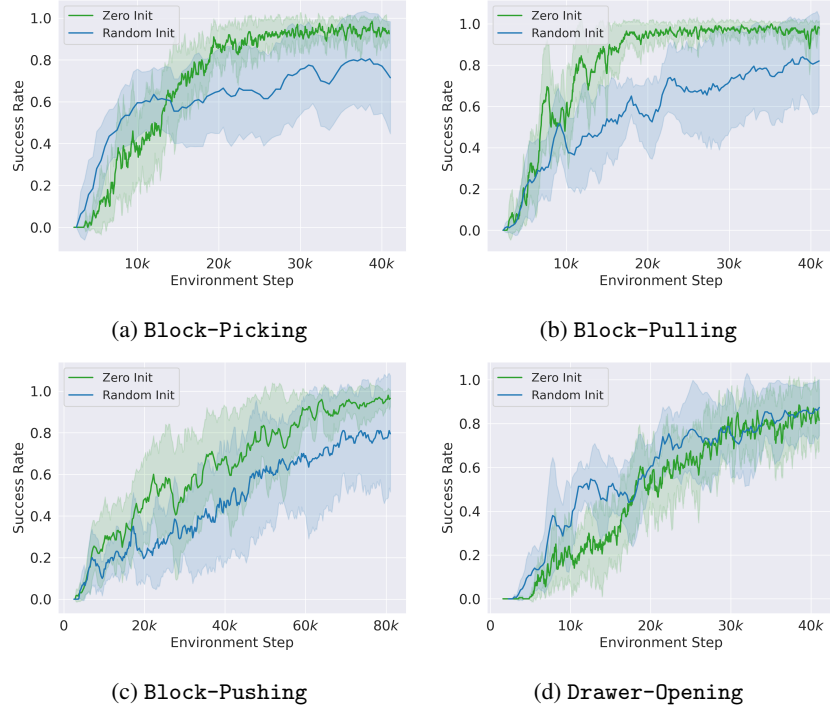 Zero Init
Random Init
Success Rate
1.0
0.8
0.6
0.4
0.2
0.0
10k
20k
30k
40k
Environment Step
(a) Block-Picking
Zero Init
Random Init
Success Rate
1.0
0.8
0.6
0.4
0.2
0.0
10k
20k
30k
40k
Environment Step
(b) Block-Pulling
Zero Init
Random Init
Success Rate
1.0
0.8
0.6
0.4
0.2
0.0
0
20k
40k
60k
80k
Environment Step
(c) Block-Pushing
Zero Init
Random Init
Success Rate
1.0
0.8
0.6
0.4
0.2
0.0
0
10k
20k
30k
40k
Environment Step
(d) Drawer-Opening